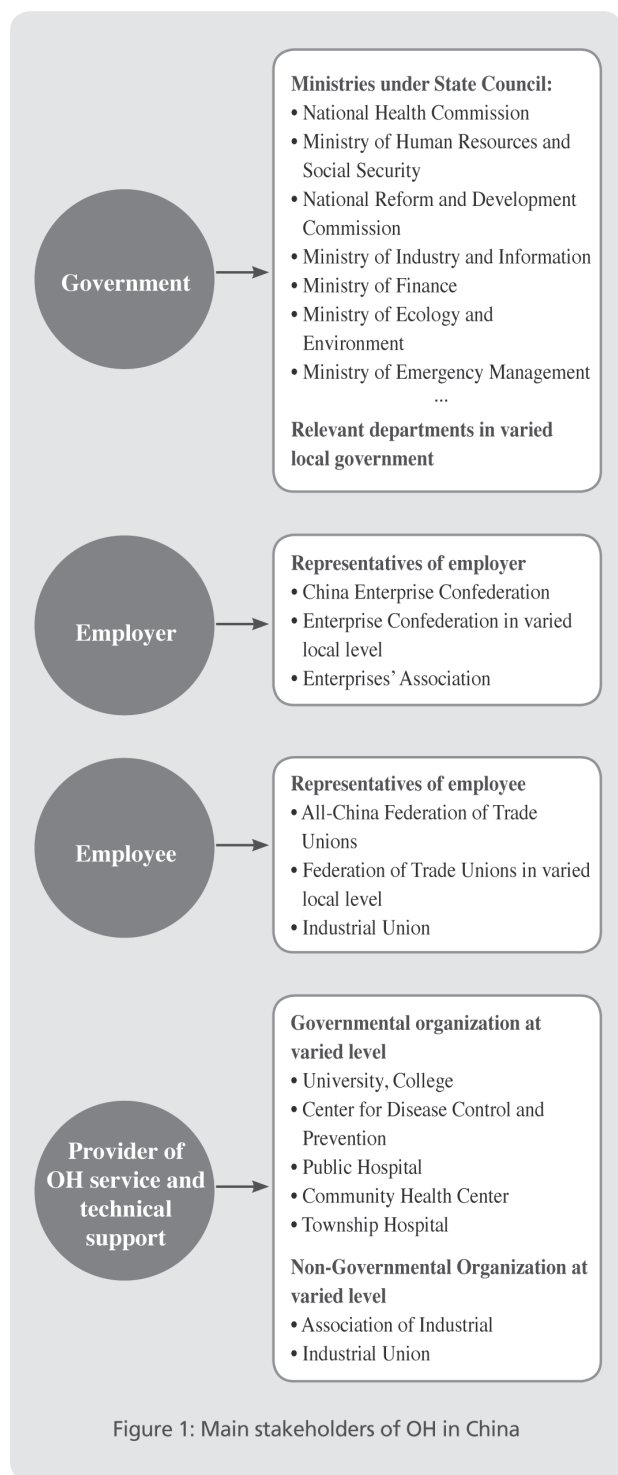 Government
Ministries under State Council:
• National Health Commission
• Ministry of Human Resources and
Social Security
• National Reform and Development
Commission
• Ministry of Industry and Information
• Ministry of Finance
• Ministry of Ecology and
Environment
• Ministry of Emergency Management
...
Relevant departments in varied
local government
Employer
Representatives of employer
• China Enterprise Confederation
• Enterprise Confederation in varied
local level
• Enterprises’ Association
Employee
Representatives of employee
• All-China Federation of Trade
Unions
• Federation of Trade Unions in varied
local level
• Industrial Union
Provider of
OH service and
technical
support
Governmental organization at
varied level
• University, College
• Center for Disease Control and
Prevention
• Public Hospital
• Community Health Center
• Township Hospital
Non-Governmental Organization at
varied level
• Association of Industrial
• Industrial Union
Figure 1: Main stakeholders of OH in China